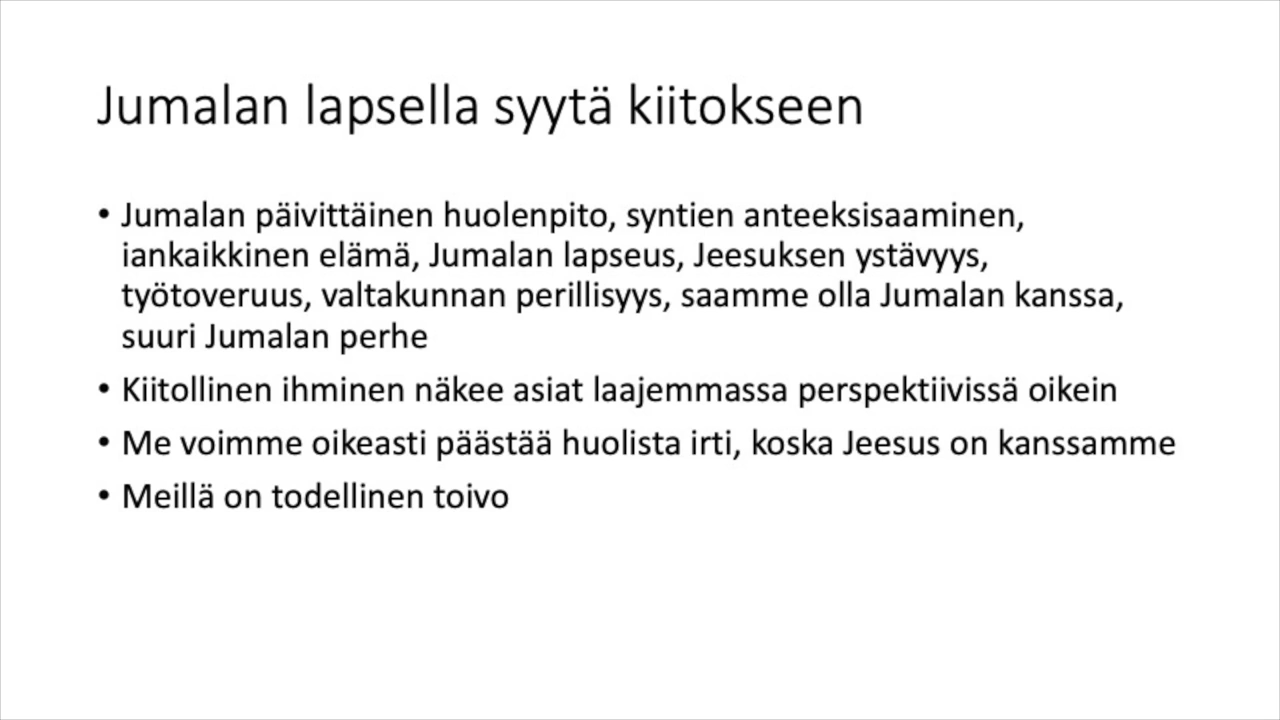 Jumalan lapsella syytä kiitokseen
• Jumalan päivittäinen huolenpito, syntien anteeksisaaminen,
iankaikkinen elämä, Jumalan lapseus, Jeesuksen ystävyys,
työtoveruus, valtakunnan perillisyys, saamme olla Jumalan kanssa,
suuri Jumalan perhe
• Kiitollinen ihminen näkee asiat laajemmassa perspektiivissä oikein
• Me voimme oikeasti päästää huolista irti, koska Jeesus on kanssamme
• Meillä on todellinen toivo